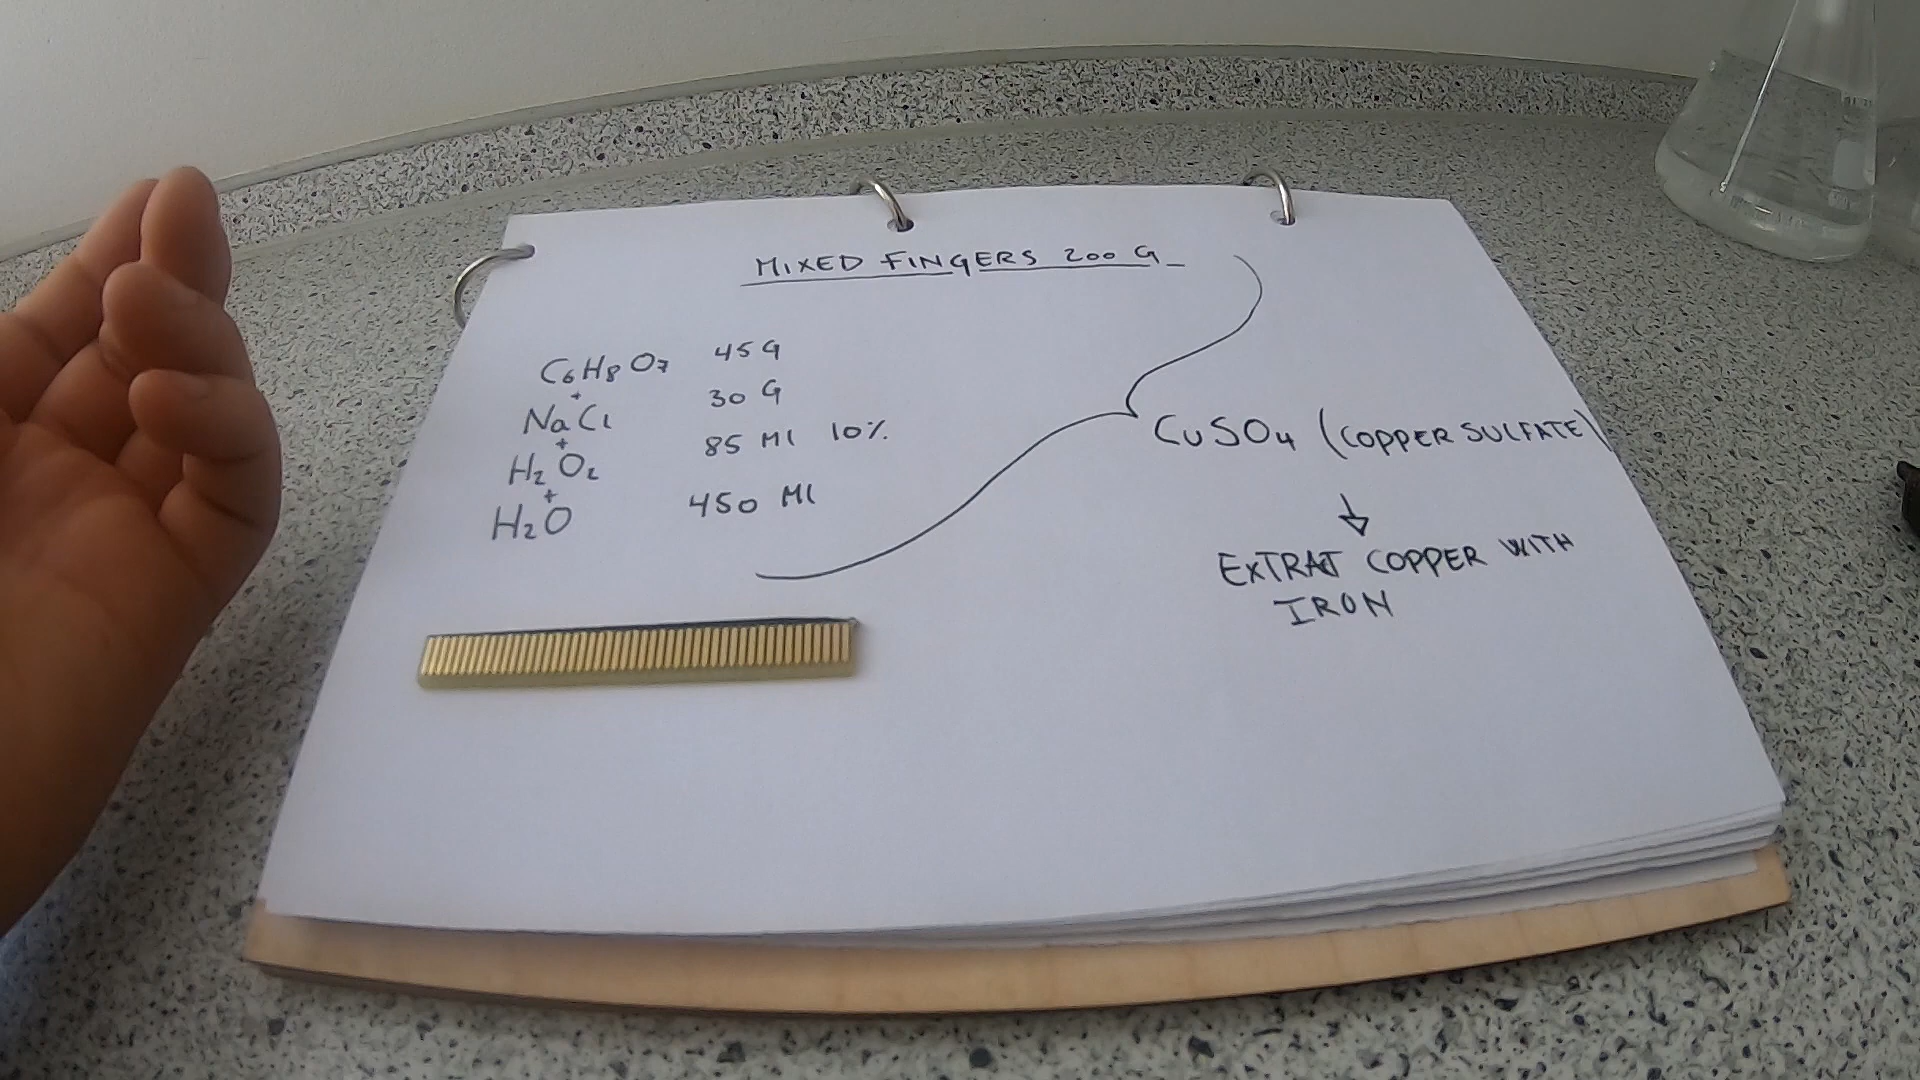 MIXED FINGERS 200 G
C6H8O7 45 G
+
NaCl 30 G
+
H2O2 85 Ml 10%
+
H2O 450 Ml
CuSO4 (COPPER SULFATE)
↓
EXTRAT COPPER WITH
IRON